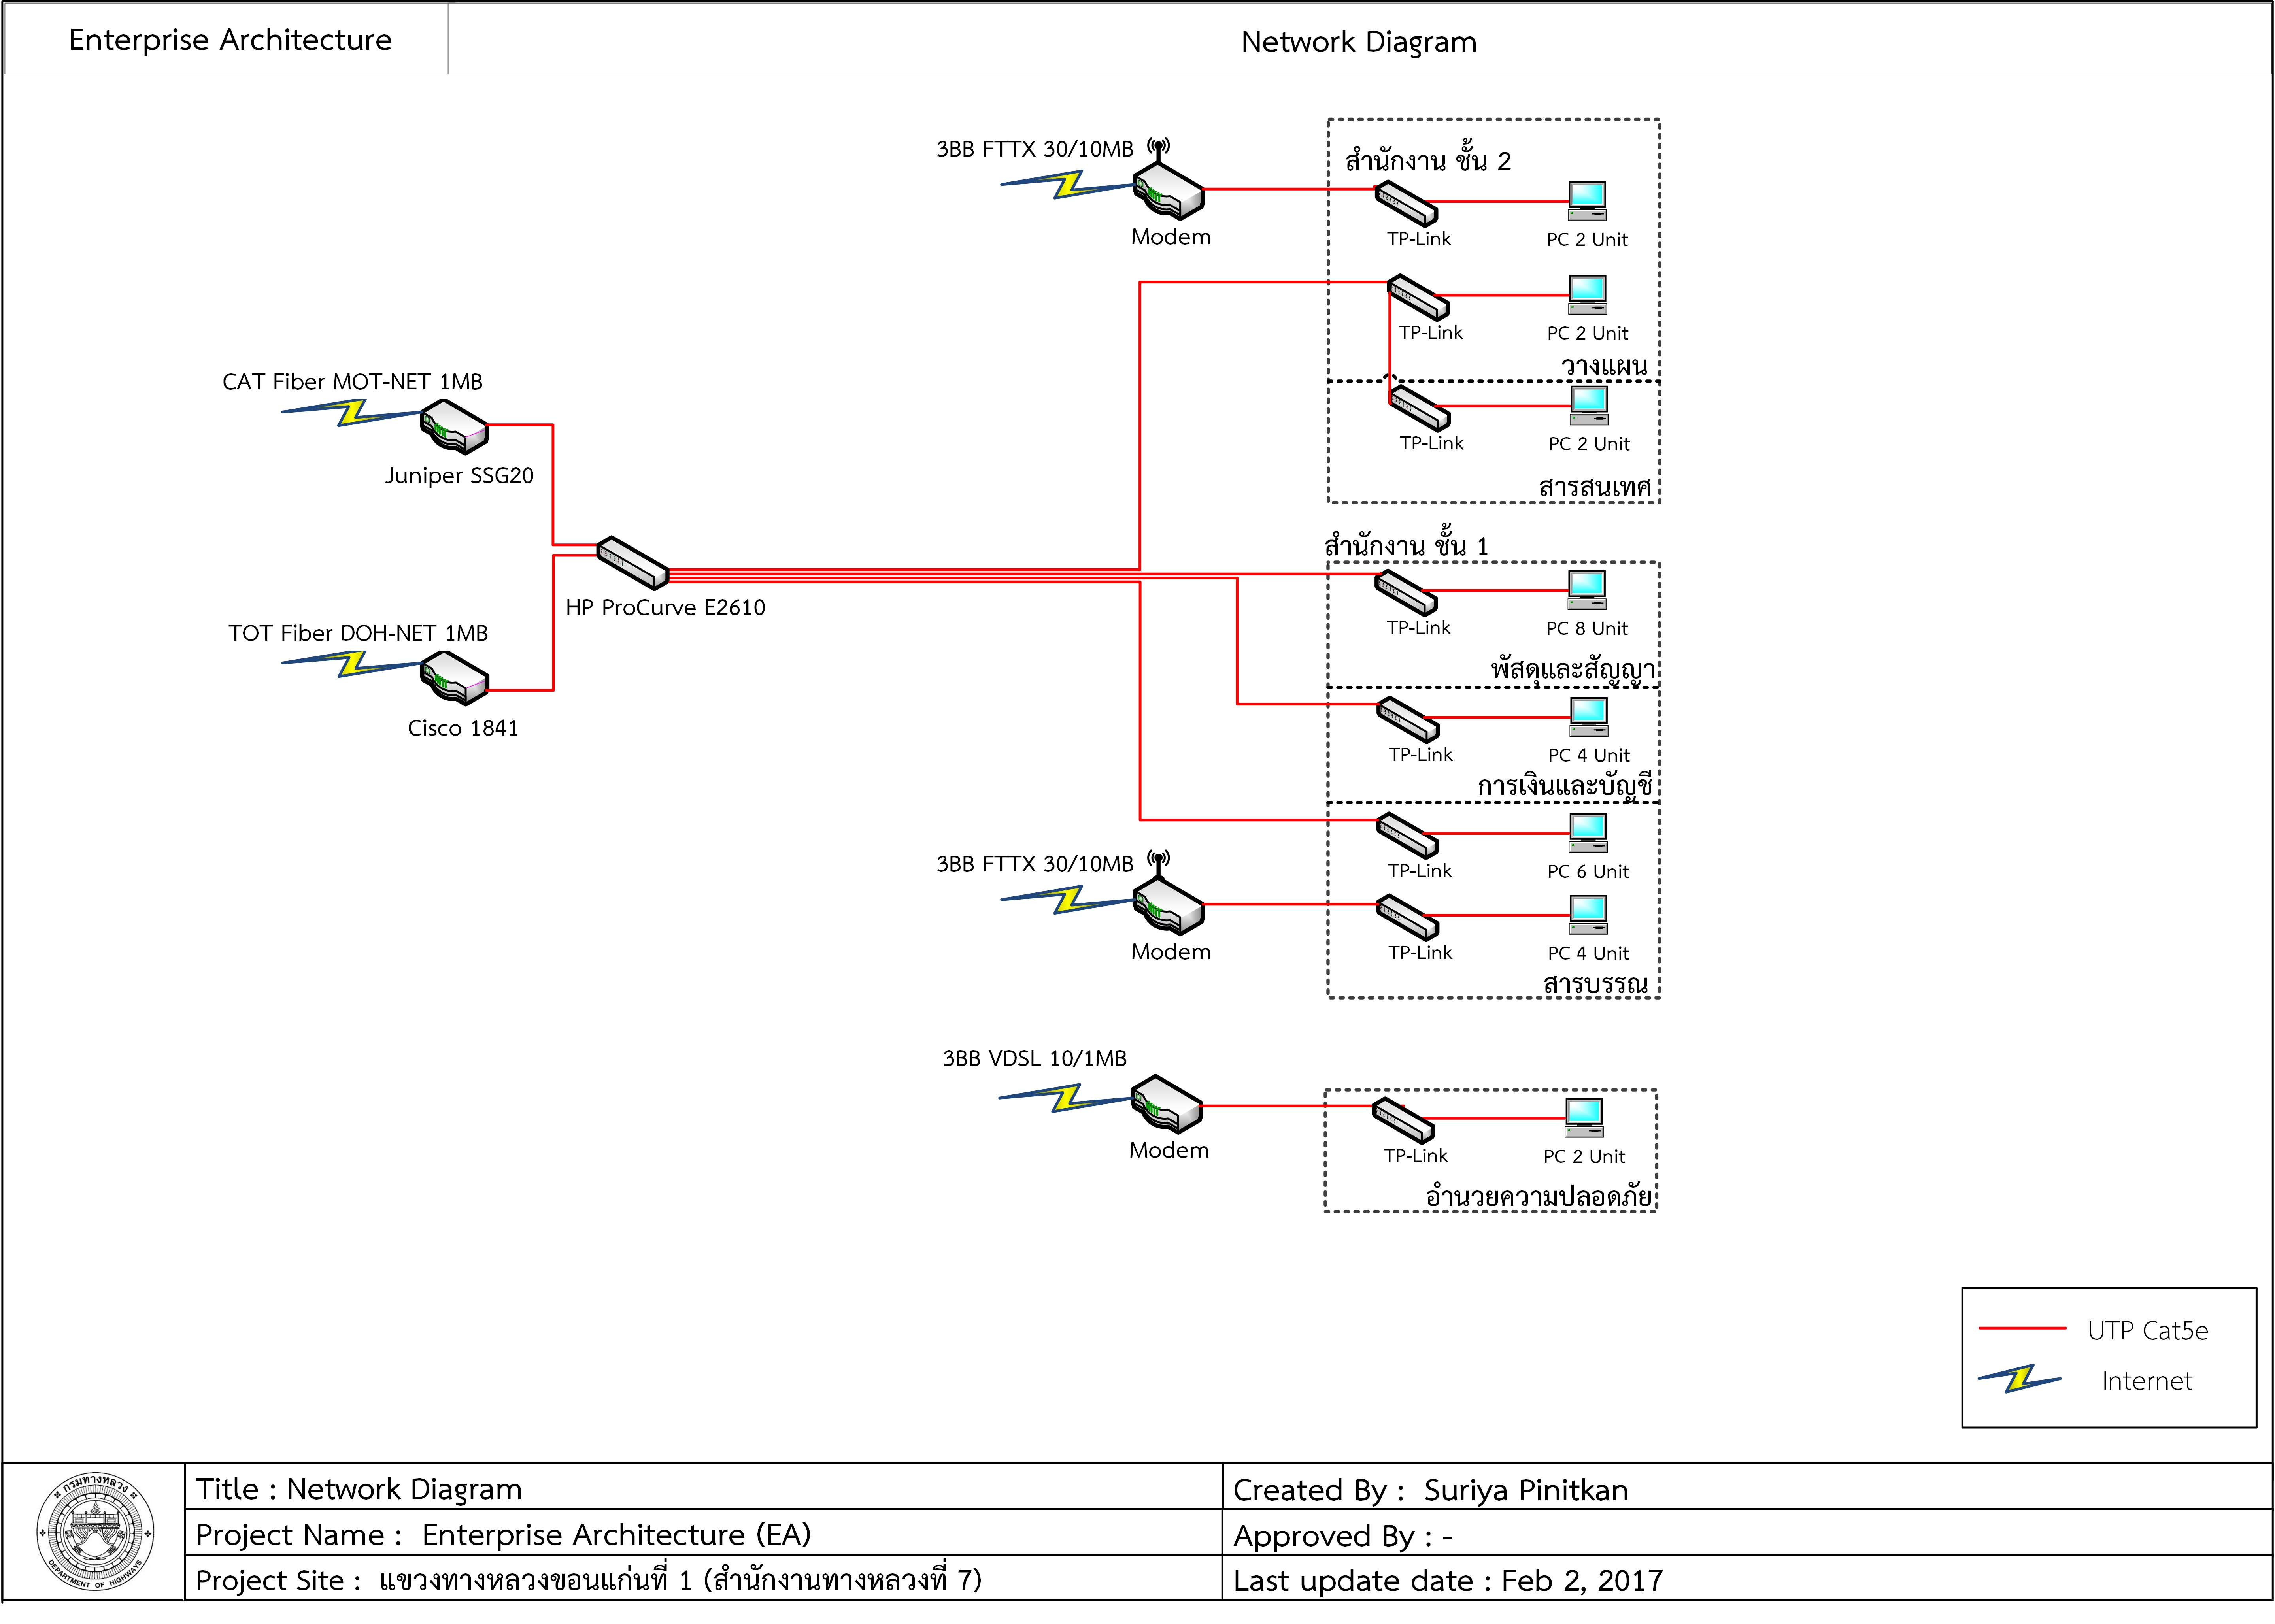 Enterprise Architecture
Network Diagram
3BB FTTX 30/10MB
Modem
สำนักงาน ชั้น 2
TP-Link
PC 2 Unit
TP-Link
PC 2 Unit
วางแผน
TP-Link
PC 2 Unit
สารสนเทศ
CAT Fiber MOT-NET 1MB
Juniper SSG20
HP ProCurve E2610
TOT Fiber DOH-NET 1MB
Cisco 1841
สำนักงาน ชั้น 1
TP-Link
PC 8 Unit
พัสดุและสัญญา
TP-Link
PC 4 Unit
การเงินและบัญชี
TP-Link
PC 6 Unit
3BB FTTX 30/10MB
Modem
TP-Link
PC 4 Unit
สารบรรณ
3BB VDSL 10/1MB
Modem
TP-Link
PC 2 Unit
อำนวยความปลอดภัย
UTP Cat5e
Internet
กรมทางหลวง
DEPARTMENT OF HIGHWAYS
Title : Network Diagram
Created By : Suriya Pinitkan
Project Name : Enterprise Architecture (EA)
Approved By : -
Project Site : แขวงทางหลวงขอนแก่นที่ 1 (สำนักงานทางหลวงที่ 7)
Last update date : Feb 2, 2017